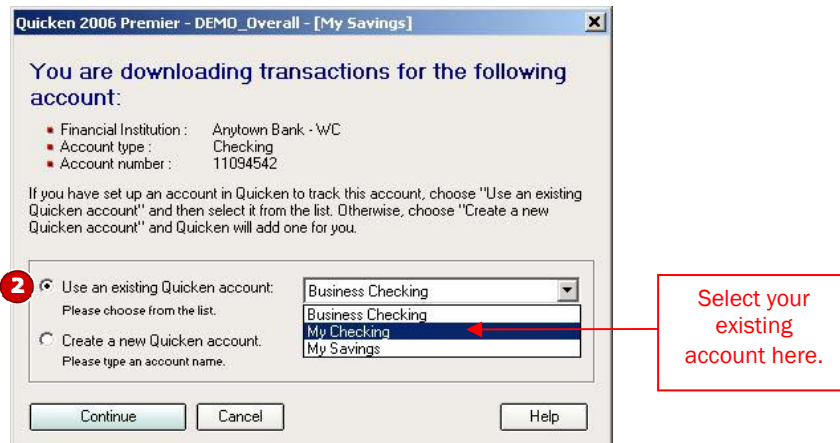 Quicken 2006 Premier - DEMO_Overall - [My Savings]
You are downloading transactions for the following
account:
Financial Institution : Anytown Bank - WC
Account type : Checking
Account number : 11094542
If you have set up an account in Quicken to track this account, choose "Use an existing
Quicken account" and then select it from the list. Otherwise, choose "Create a new
Quicken account" and Quicken will add one for you.
2 Use an existing Quicken account: Business Checking
Please choose from the list.
Business Checking
My Checking
My Savings
Create a new Quicken account.
Please type an account name.
Select your
existing
account here.
Continue Cancel Help